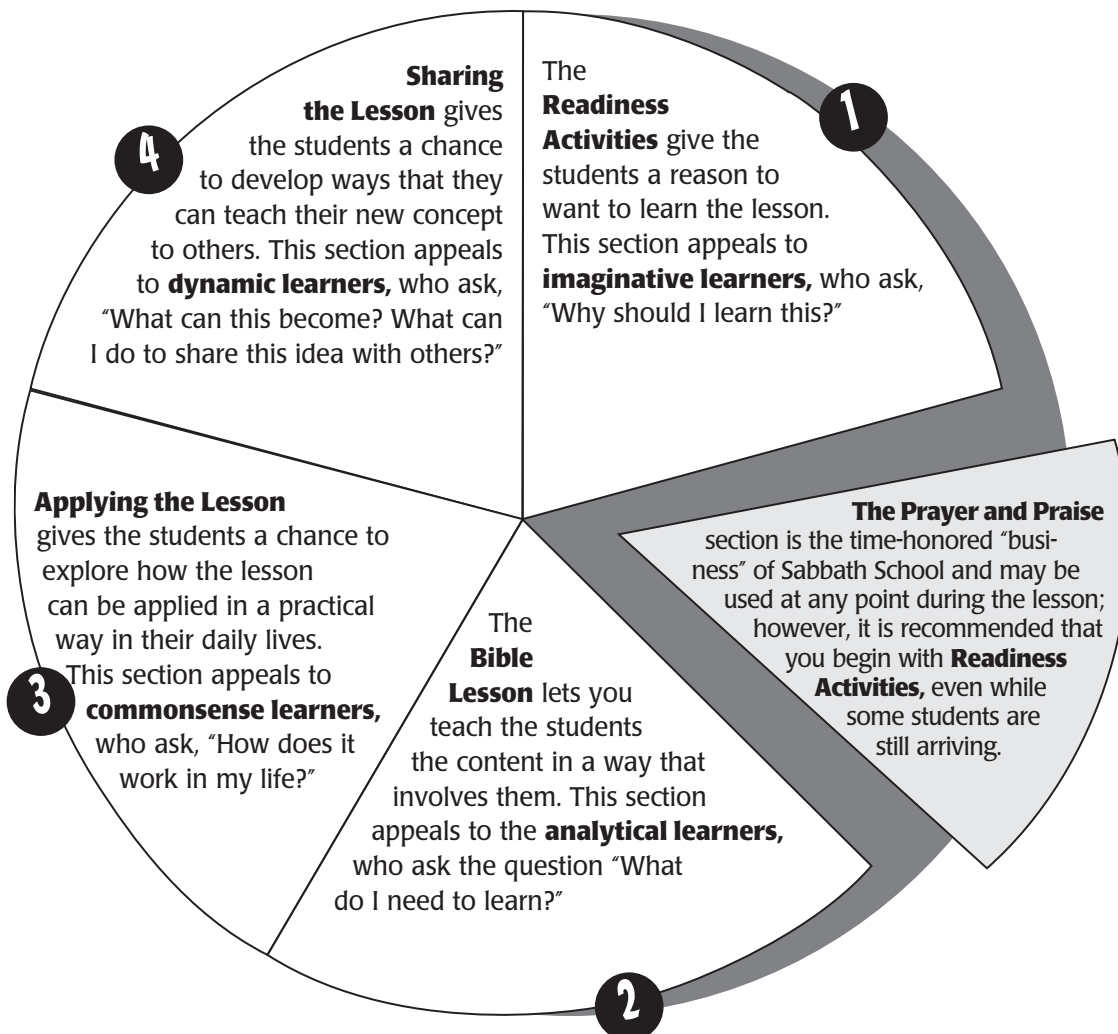 1
The
Readiness
Activities give the
students a reason to
want to learn the lesson.
This section appeals to
imaginative learners, who ask,
“Why should I learn this?”
The Prayer and Praise
section is the time-honored “busi-
ness” of Sabbath School and may be
used at any point during the lesson;
however, it is recommended that
you begin with Readiness
Activities, even while
some students are
still arriving.
2
The
Bible
Lesson lets you
teach the students
the content in a way that
involves them. This section
appeals to the analytical learners,
who ask the question “What
do I need to learn?”
3
Applying the Lesson
gives the students a chance to
explore how the lesson
can be applied in a practical
way in their daily lives.
This section appeals to
commonsense learners,
who ask, “How does it
work in my life?”
4
Sharing
the Lesson gives
the students a chance
to develop ways that they
can teach their new concept
to others. This section appeals
to dynamic learners, who ask,
“What can this become? What can
I do to share this idea with others?”